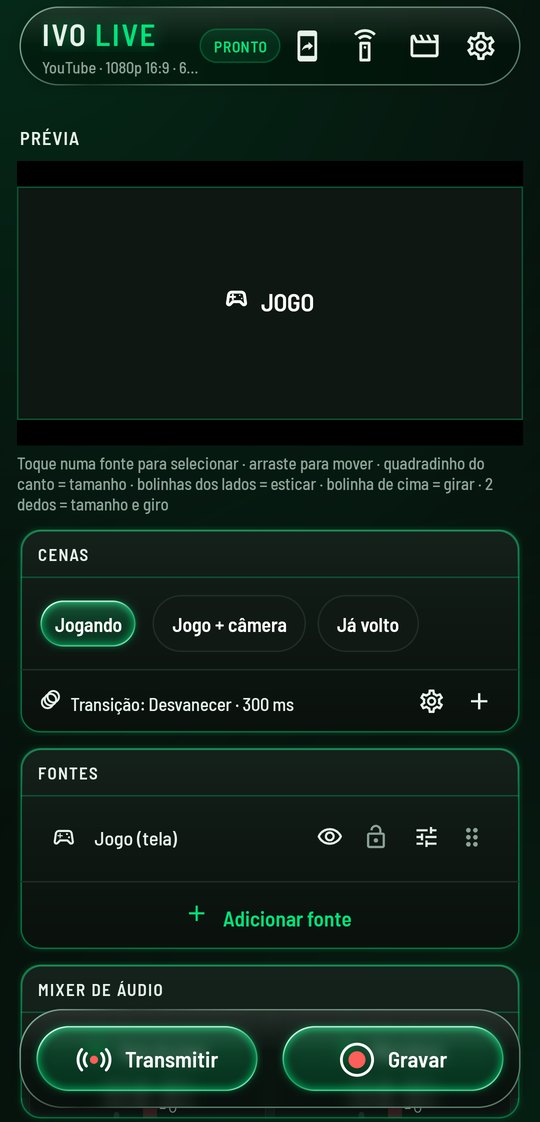 IVO LIVE
PRONTO
YouTube · 1080p 16:9 · 6...
PRÉVIA
JOGO
Toque numa fonte para selecionar · arraste para mover · quadradinho do
canto = tamanho · bolinhas dos lados = esticar · bolinha de cima = girar · 2
dedos = tamanho e giro
CENAS
Jogando
Jogo + câmera
Já volto
Transição: Desvanecer · 300 ms
FONTES
Jogo (tela)
Adicionar fonte
MIXER DE ÁUDIO
Transmitir
Gravar